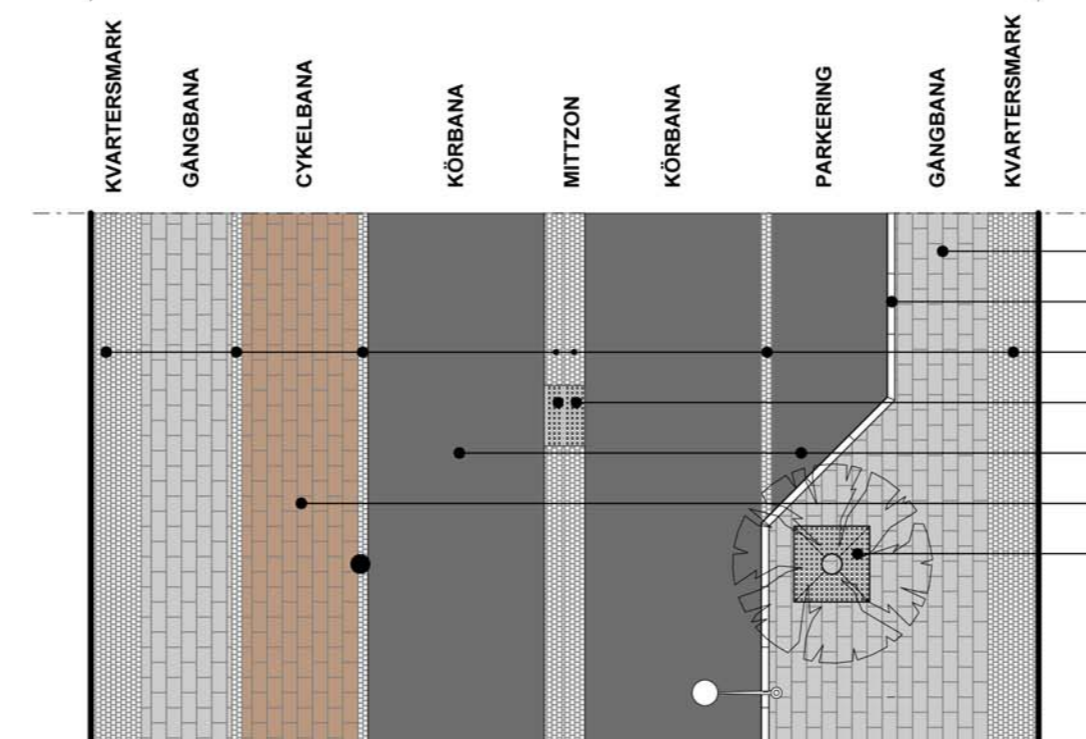 KVARTERSMARK
GÅNGBANA
CYKELBANA
KÖRBANA
MITTZON
KÖRBANA
PARKERING
GÅNGBANA
KVARTERSMARK